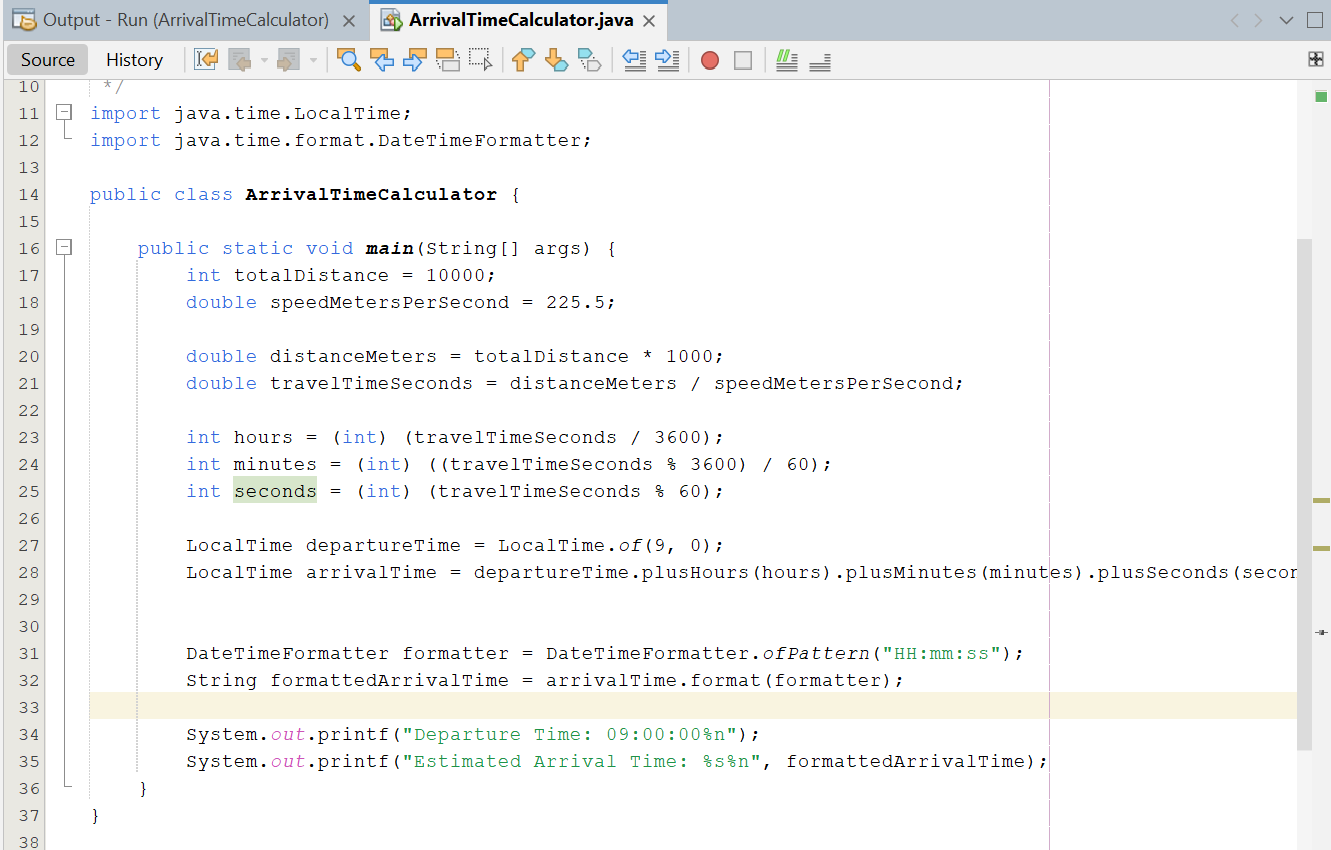 Output - Run (ArrivalTimeCalculator) ArrivalTimeCalculator.java
Source History
10 */
11 import java.time.LocalTime;
12 import java.time.format.DateTimeFormatter;
13
14 public class ArrivalTimeCalculator {
15
16 public static void main(String[] args) {
17 int totalDistance = 10000;
18 double speedMetersPerSecond = 225.5;
19
20 double distanceMeters = totalDistance * 1000;
21 double travelTimeSeconds = distanceMeters / speedMetersPerSecond;
22
23 int hours = (int) (travelTimeSeconds / 3600);
24 int minutes = (int) ((travelTimeSeconds % 3600) / 60);
25 int seconds = (int) (travelTimeSeconds % 60);
26
27 LocalTime departureTime = LocalTime.of(9, 0);
28 LocalTime arrivalTime = departureTime.plusHours(hours).plusMinutes(minutes).plusSeconds(secon
29
30
31 DateTimeFormatter formatter = DateTimeFormatter.ofPattern("HH:mm:ss");
32 String formattedArrivalTime = arrivalTime.format(formatter);
33
34 System.out.printf("Departure Time: 09:00:00%n");
35 System.out.printf("Estimated Arrival Time: %s%n", formattedArrivalTime);
36 }
37 }
38